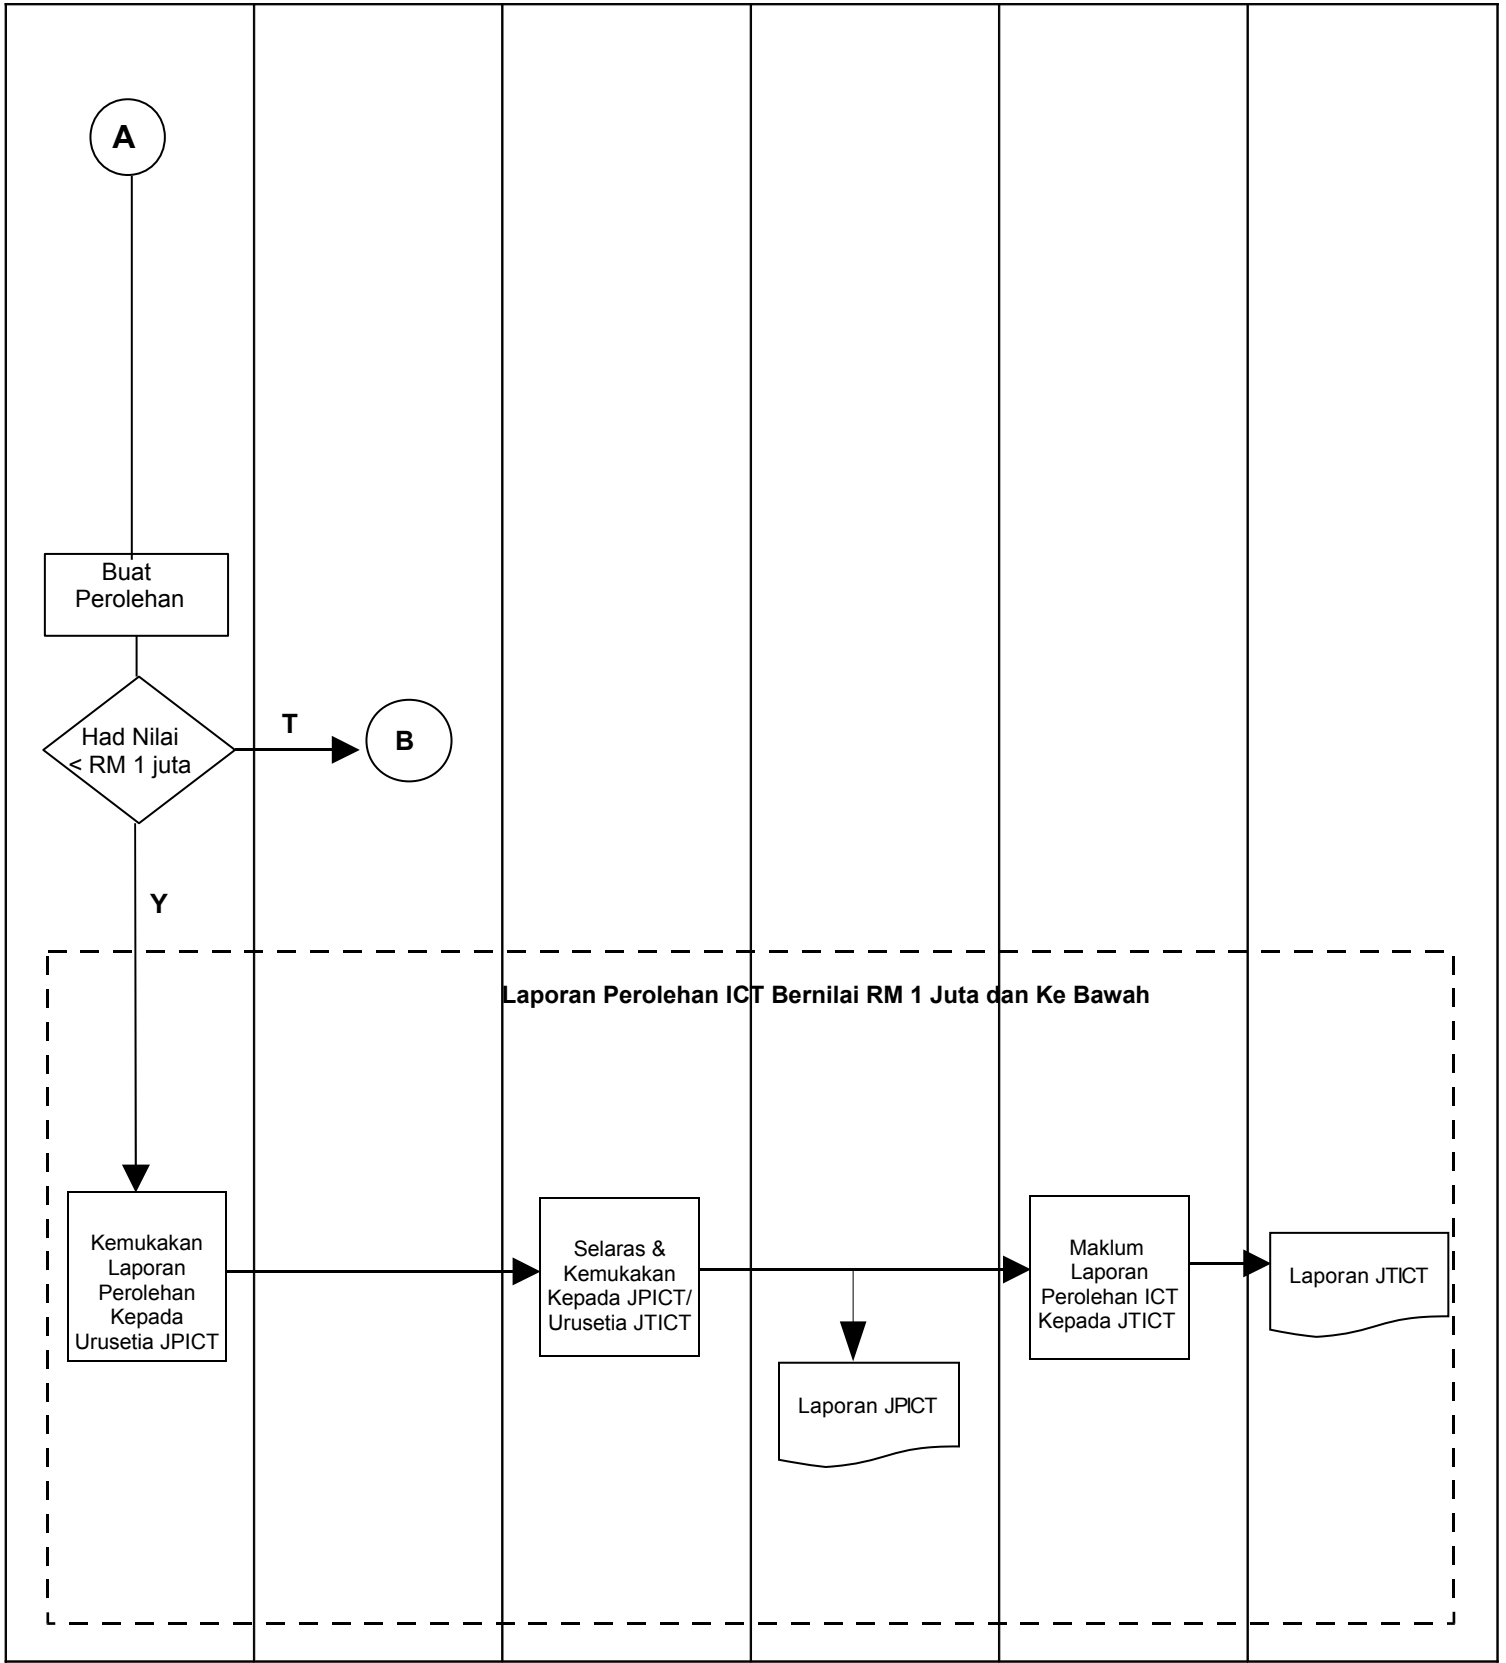 A
Buat
Perolehan
Had Nilai
< RM 1 juta
T
B
Y
Laporan Perolehan ICT Bernilai RM 1 Juta dan Ke Bawah
Kemukakan
Laporan
Perolehan
Kepada
Urusetia JPICT
Selaras &
Kemukakan
Kepada JPICT/
Urusetia JTICT
Laporan JPICT
Maklum
Laporan
Perolehan ICT
Kepada JTICT
Laporan JTICT